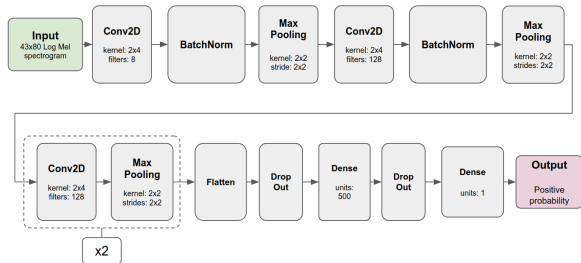 Input
43x80 Log Mel
spectrogram
Conv2D
kernel: 2x4
filters: 8
BatchNorm
Max
Pooling
kernel: 2x2
stride: 2x2
Conv2D
kernel: 2x4
filters: 128
BatchNorm
Max
Pooling
kernel: 2x2
strides: 2x2
Conv2D
kernel: 2x4
filters: 128
Max
Pooling
kernel: 2x2
strides: 2x2
x2
Flatten
Drop
Out
Dense
units:
500
Drop
Out
Dense
units: 1
Output
Positive
probability